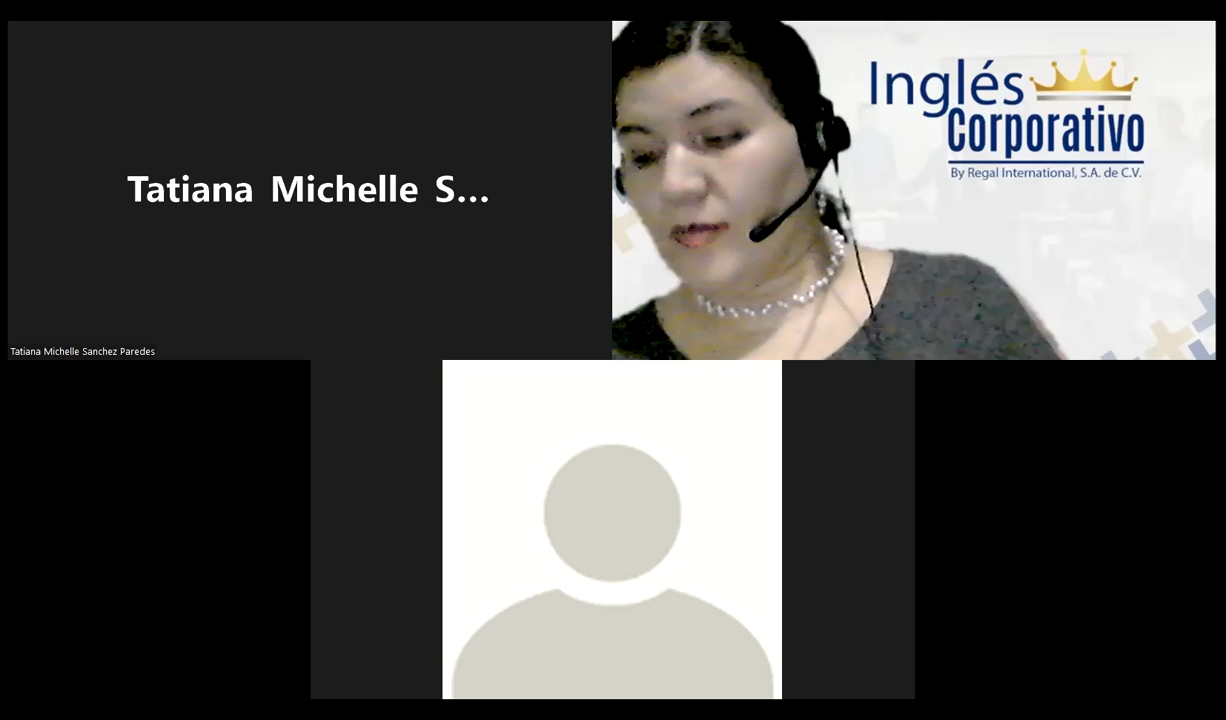 Tatiana Michelle S...
Tatiana Michelle Sanchez Paredes
Inglés
Corporativo
By Regal International, S.A. de C.V.